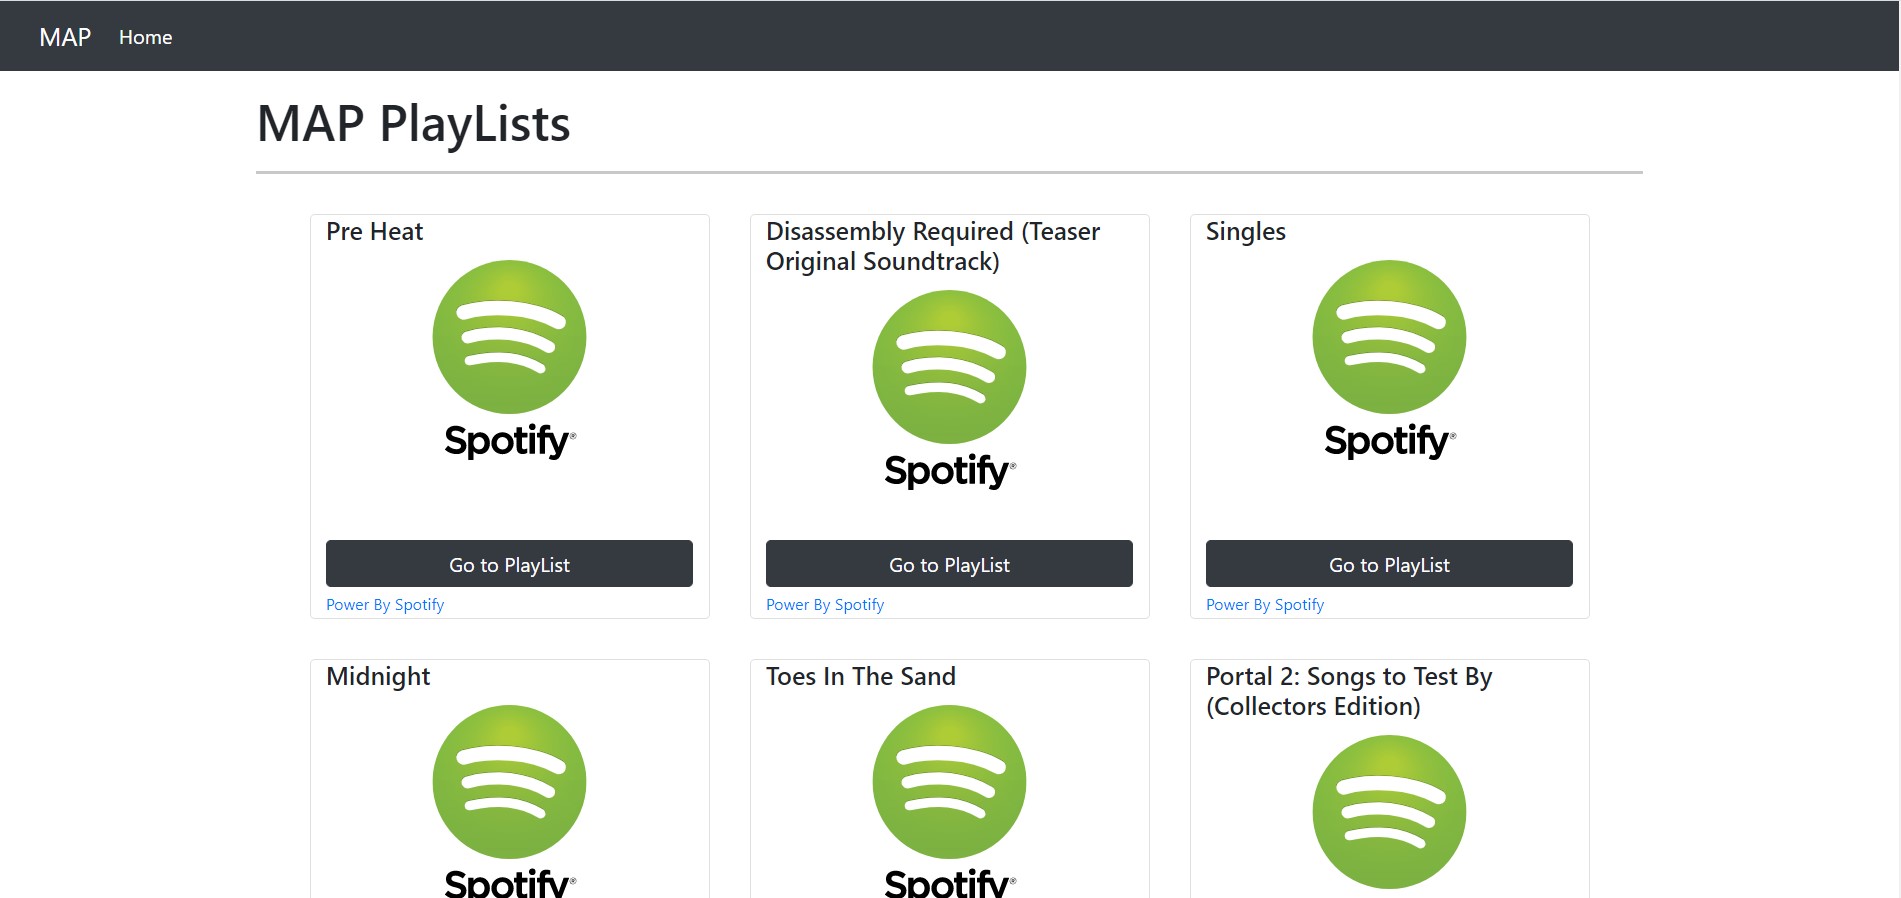 MAP Home
MAP PlayLists
Pre Heat
Spotify®
Go to PlayList
Power By Spotify
Disassembly Required (Teaser
Original Soundtrack)
Spotify®
Go to PlayList
Power By Spotify
Singles
Spotify®
Go to PlayList
Power By Spotify
Midnight
Spotify®
Toes In The Sand
Spotify®
Portal 2: Songs to Test By
(Collectors Edition)